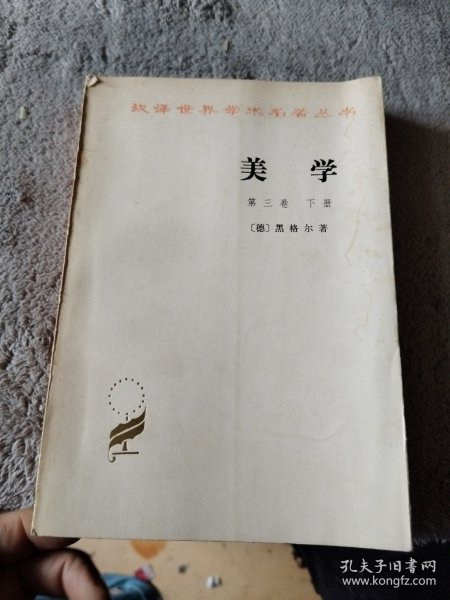 汉译世界学术名著丛书
美学
第三卷 下册
〔德〕黑格尔著
孔夫子旧书网
www.kongfz.com